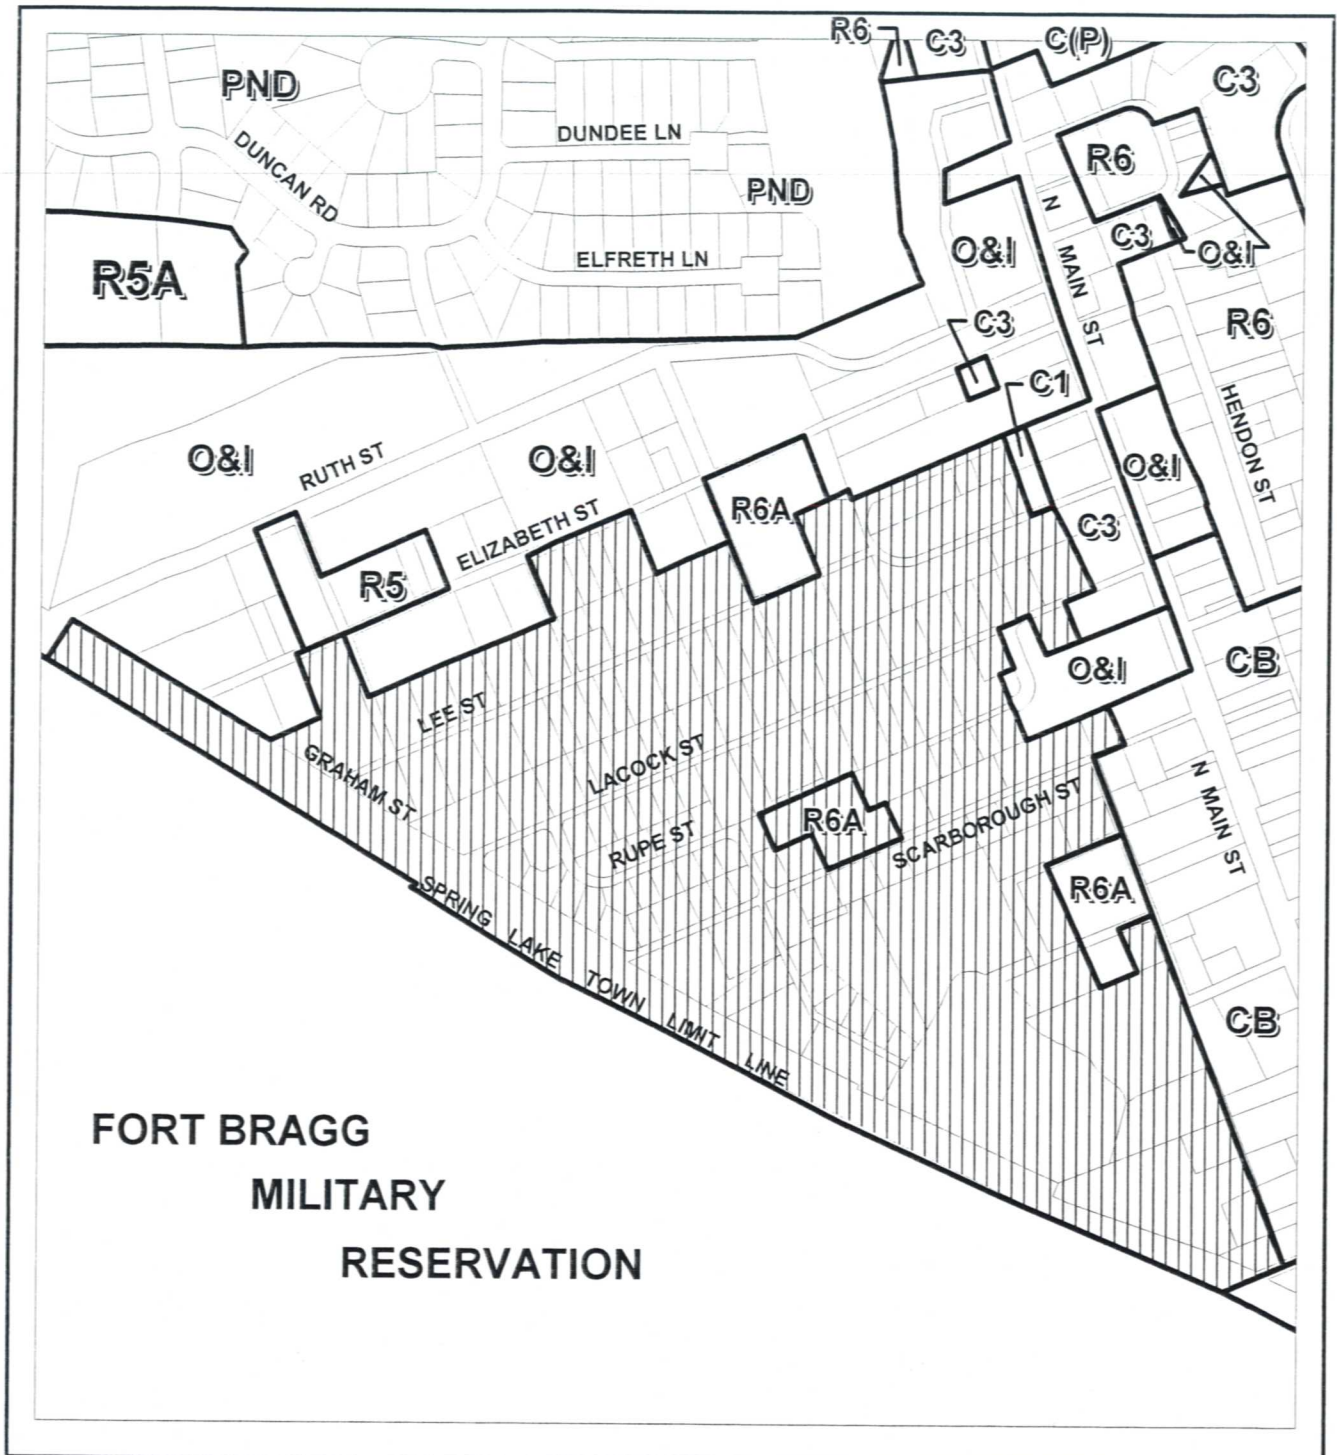 R6
C3
C(P)
PND
C3
DUNDEE LN
DUNCAN RD
R6
PND
N MAIN ST
C3
O&I
O&I
R5A
ELFRETH LN
C3
R6
C1
HENDON ST
O&I
RUTH ST
O&I
O&I
R6A
ELIZABETH ST
C3
R5
O&I
CB
LEE ST
LACOCK ST
GRAHAM ST
N MAIN ST
R6A
SCARBOROUGH ST
RUPE ST
R6A
SPRING LAKE TOWN LIMIT LINE
CB
FORT BRAGG
MILITARY
RESERVATION